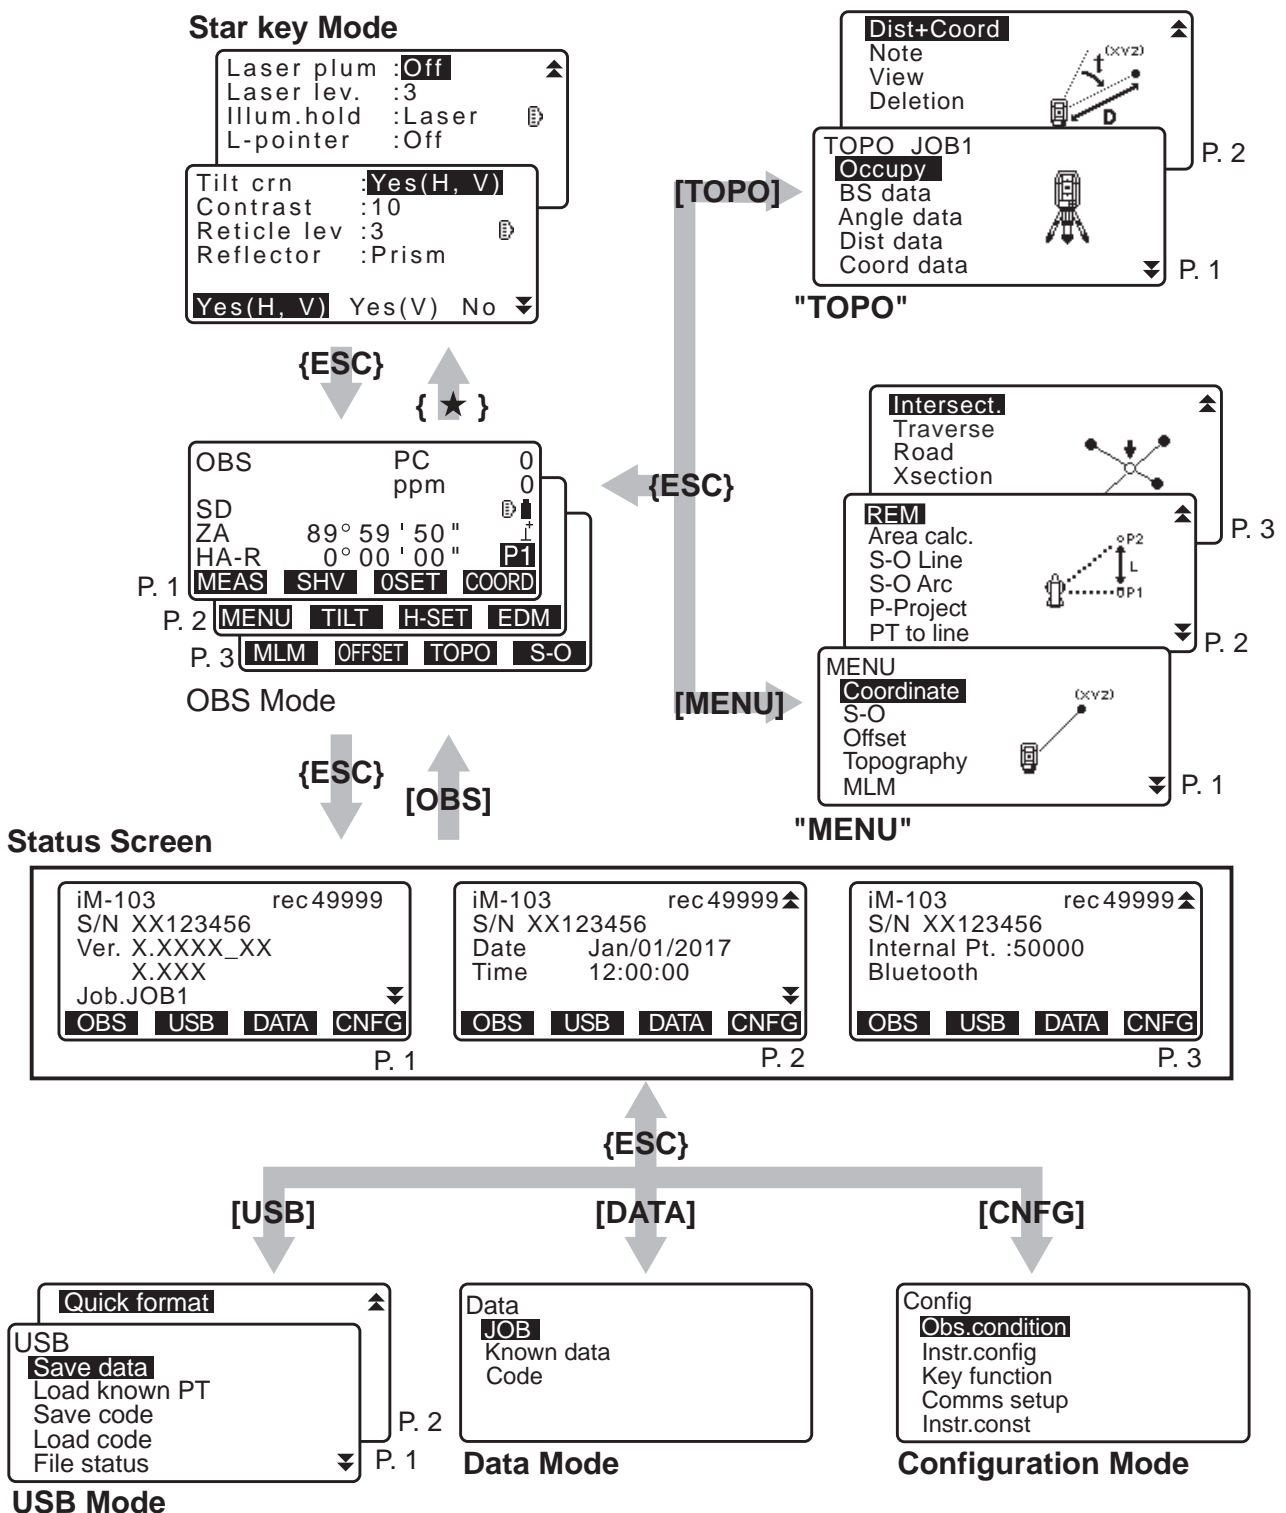 Star key Mode
Laser plum :Off
Laser lev. :3
Illum.hold :Laser
L-pointer :Off
Tilt crn :Yes(H, V)
Contrast :10
Reticle lev :3
Reflector :Prism
Yes(H, V) Yes(V) No
{ESC}
{ ★ }
OBS PC 0
ppm 0
SD
ZA 89° 59 ' 50 "
HA-R 0° 00 ' 00 " P1
P. 1 MEAS SHV 0SET COORD
P. 2 MENU TILT H-SET EDM
P. 3 MLM OFFSET TOPO S-O
OBS Mode
{ESC}
[OBS]
[TOPO]
{ESC}
[MENU]
Dist+Coord
Note
View
Deletion
(XYZ)
t
D
P. 2
TOPO JOB1
Occupy
BS data
Angle data
Dist data
Coord data
P. 1
"TOPO"
Intersect.
Traverse
Road
Xsection
P. 3
REM
Area calc.
S-O Line
S-O Arc
P-Project
PT to line
P2
L
P1
P. 2
MENU
Coordinate
S-O
Offset
Topography
MLM
(XYZ)
P. 1
"MENU"
Status Screen
iM-103 rec 49999
S/N XX123456
Ver. X.XXXX_XX
X.XXX
Job.JOB1
OBS USB DATA CNFG
P. 1
iM-103 rec 49999
S/N XX123456
Date Jan/01/2017
Time 12:00:00
OBS USB DATA CNFG
P. 2
iM-103 rec 49999
S/N XX123456
Internal Pt. :50000
Bluetooth
OBS USB DATA CNFG
P. 3
{ESC}
[USB]
[DATA]
[CNFG]
Quick format
P. 2
USB
Save data
Load known PT
Save code
Load code
File status
P. 1
USB Mode
Data
JOB
Known data
Code
Data Mode
Config
Obs.condition
Instr.config
Key function
Comms setup
Instr.const
Configuration Mode